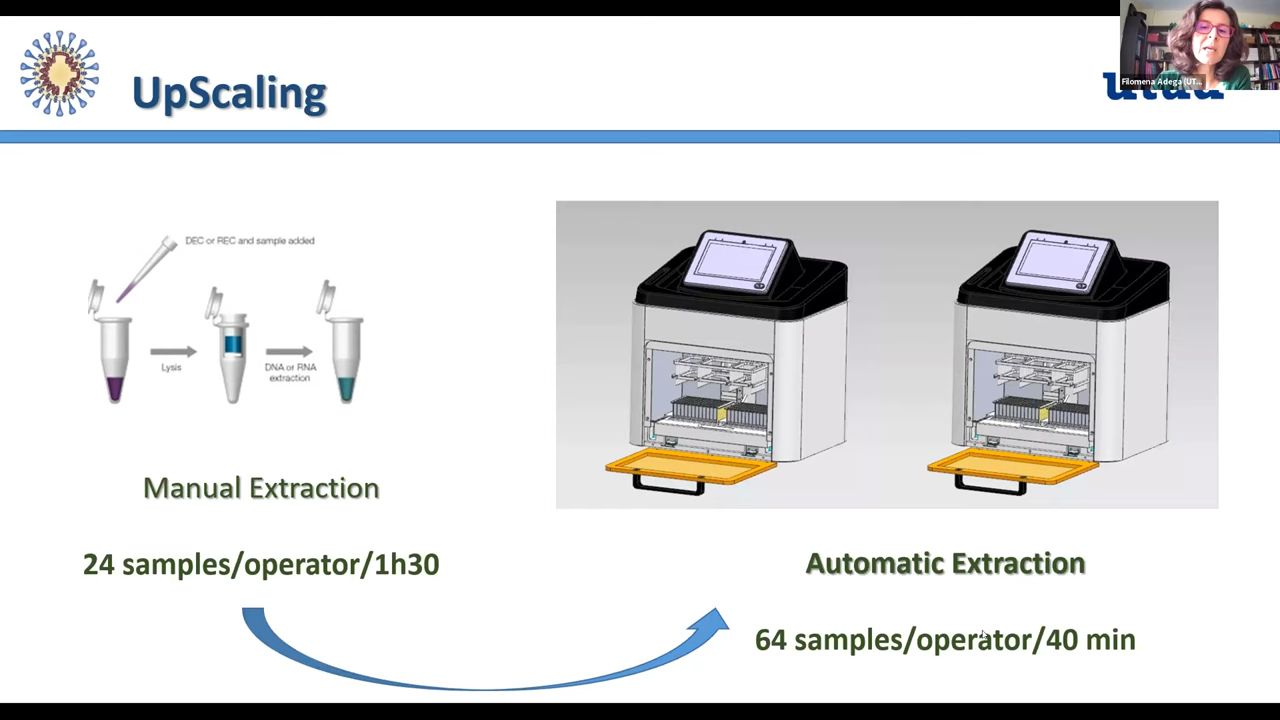 UpScaling
Filomena Adega (UT...
DEC or REC and sample added
Lysis
DNA or RNA
extraction
Manual Extraction
24 samples/operator/1h30
Automatic Extraction
64 samples/operator/40 min